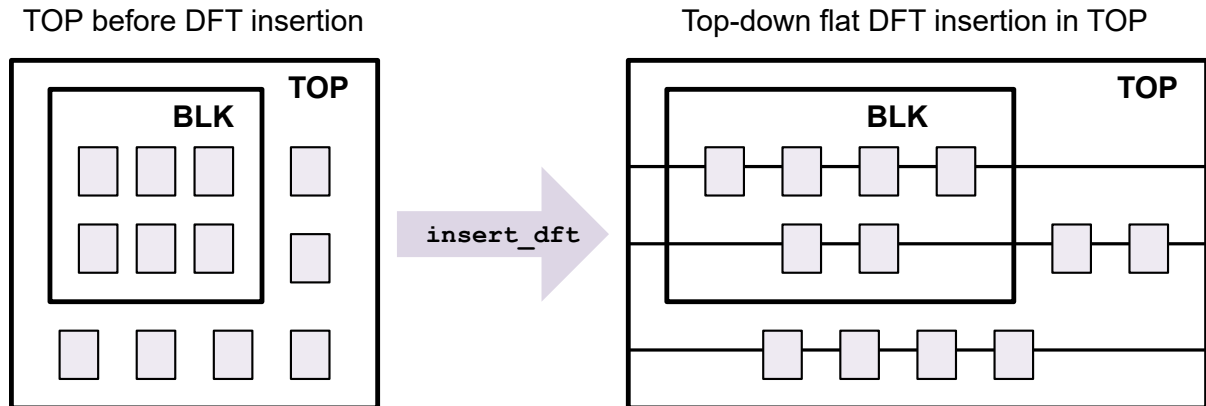 TOP before DFT insertion
Top-down flat DFT insertion in TOP
TOP
BLK
insert_dft
TOP
BLK